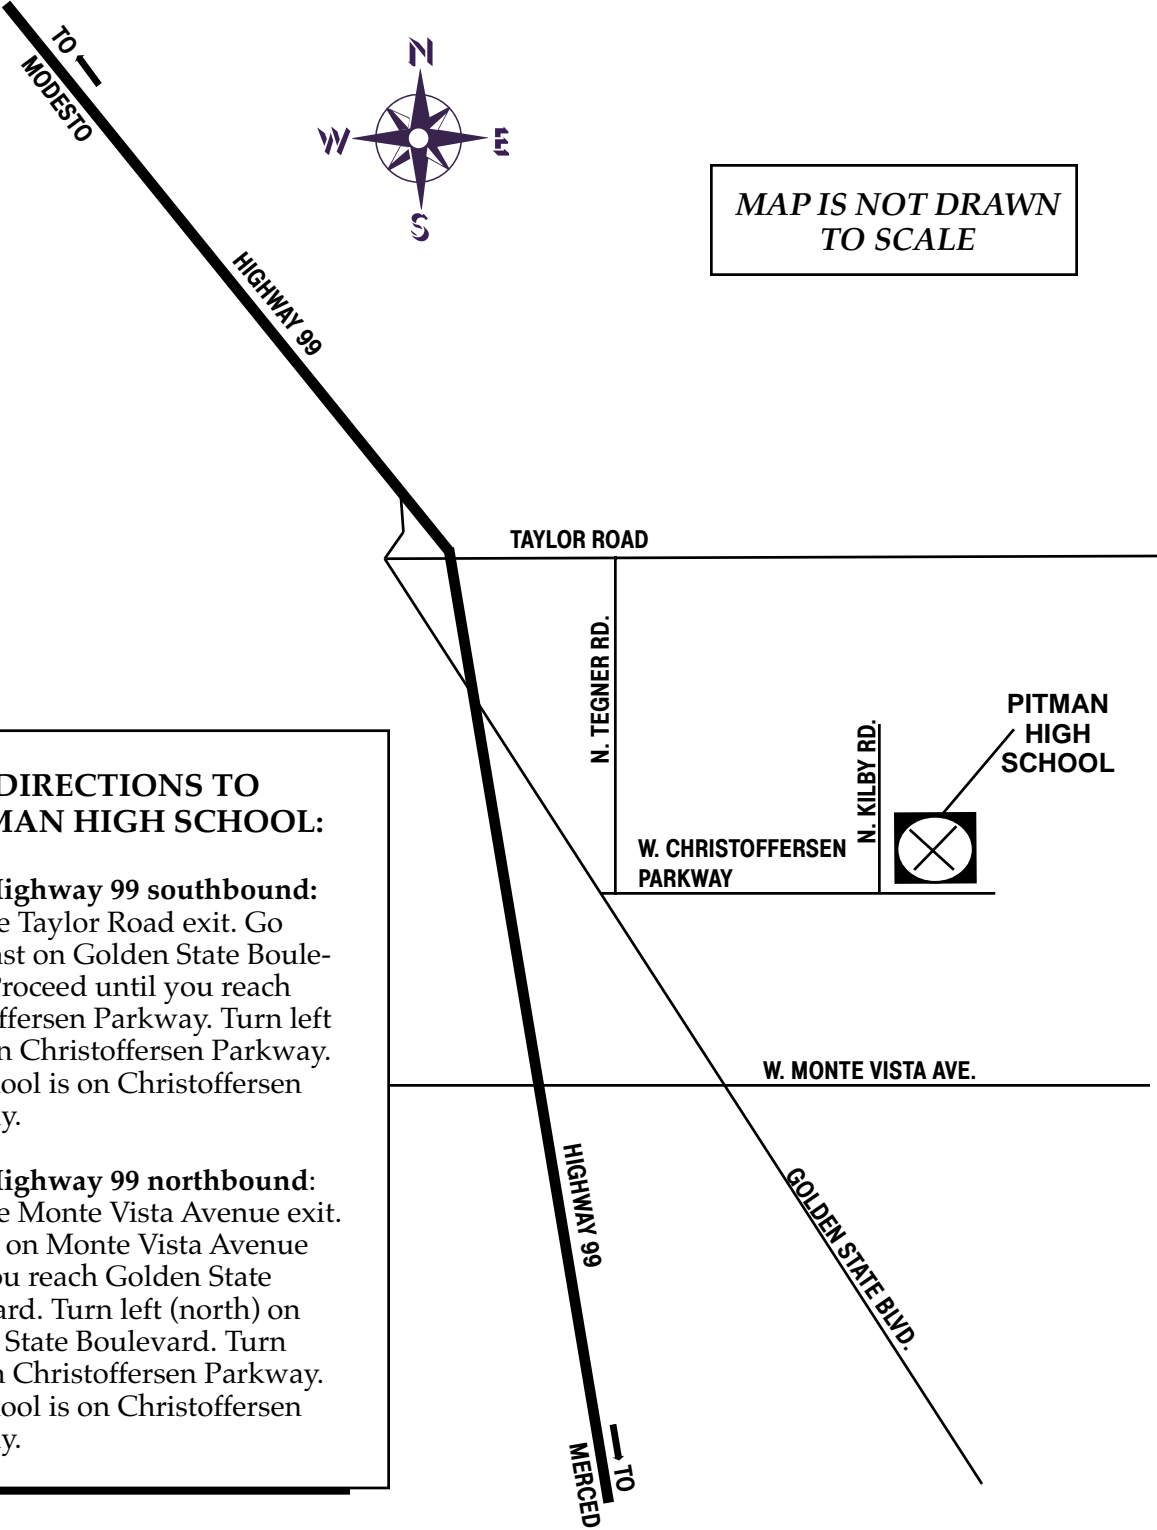 TO
MODESTO
N
W
E
S
MAP IS NOT DRAWN
TO SCALE
HIGHWAY 99
TAYLOR ROAD
N. TEGNER RD.
PITMAN
HIGH
SCHOOL
N. KILBY RD.
W. CHRISTOFFERSEN
PARKWAY
DIRECTIONS TO
MAN HIGH SCHOOL:
Highway 99 southbound:
e Taylor Road exit. Go
ast on Golden State Boule-
Proceed until you reach
ffersen Parkway. Turn left
n Christoffersen Parkway.
ool is on Christoffersen
y.
Highway 99 northbound:
e Monte Vista Avenue exit.
on Monte Vista Avenue
ou reach Golden State
ard. Turn left (north) on
State Boulevard. Turn
n Christoffersen Parkway.
ool is on Christoffersen
y.
W. MONTE VISTA AVE.
HIGHWAY 99
GOLDEN STATE BLVD.
TO
MERCED